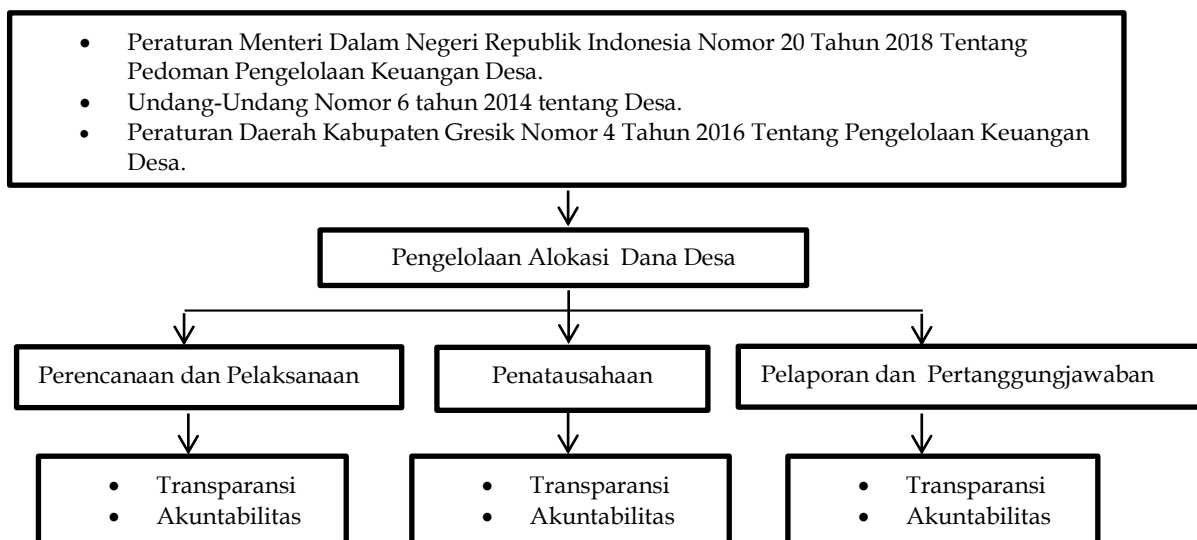 • Peraturan Menteri Dalam Negeri Republik Indonesia Nomor 20 Tahun 2018 Tentang
Pedoman Pengelolaan Keuangan Desa.
• Undang-Undang Nomor 6 tahun 2014 tentang Desa.
• Peraturan Daerah Kabupaten Gresik Nomor 4 Tahun 2016 Tentang Pengelolaan Keuangan
Desa.
Pengelolaan Alokasi Dana Desa
Perencanaan dan Pelaksanaan
Penatausahaan
Pelaporan dan Pertanggungjawaban
• Transparansi
• Akuntabilitas
• Transparansi
• Akuntabilitas
• Transparansi
• Akuntabilitas